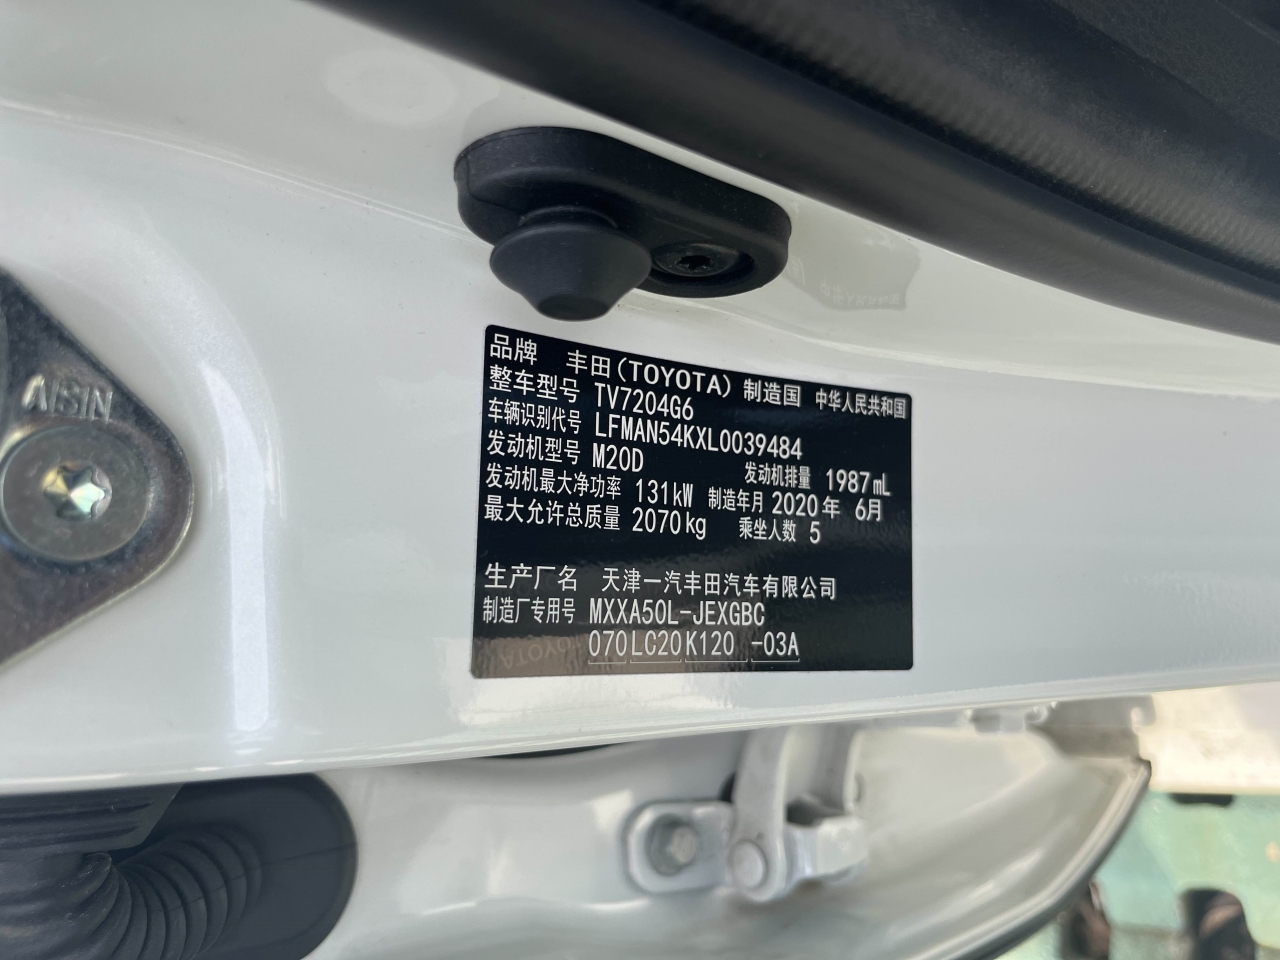 AISIN
品牌 丰田(TOYOTA) 制造国 中华人民共和国
整车型号 TV7204G6
车辆识别代号 LFMAN54KXL0039484
发动机型号 M20D 发动机排量 1987mL
发动机最大净功率 131kW 制造年月 2020年 6月
最大允许总质量 2070kg 乘坐人数 5
生产厂名 天津一汽丰田汽车有限公司
制造厂专用号 MXXA50L-JEXGBC
070LC20K120 -03A